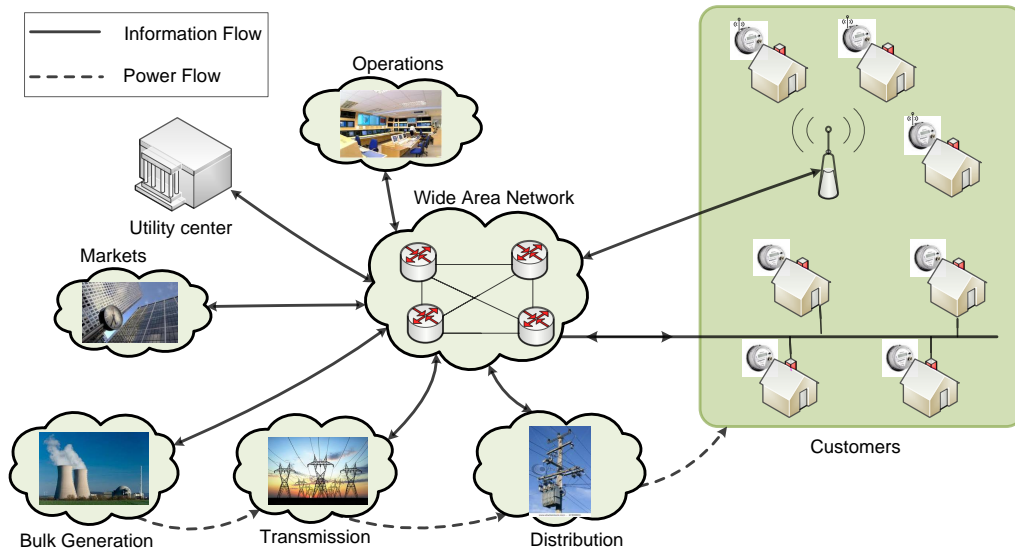 Information Flow
Power Flow
Operations
Utility center
Wide Area Network
Markets
Customers
Bulk Generation
Transmission
Distribution